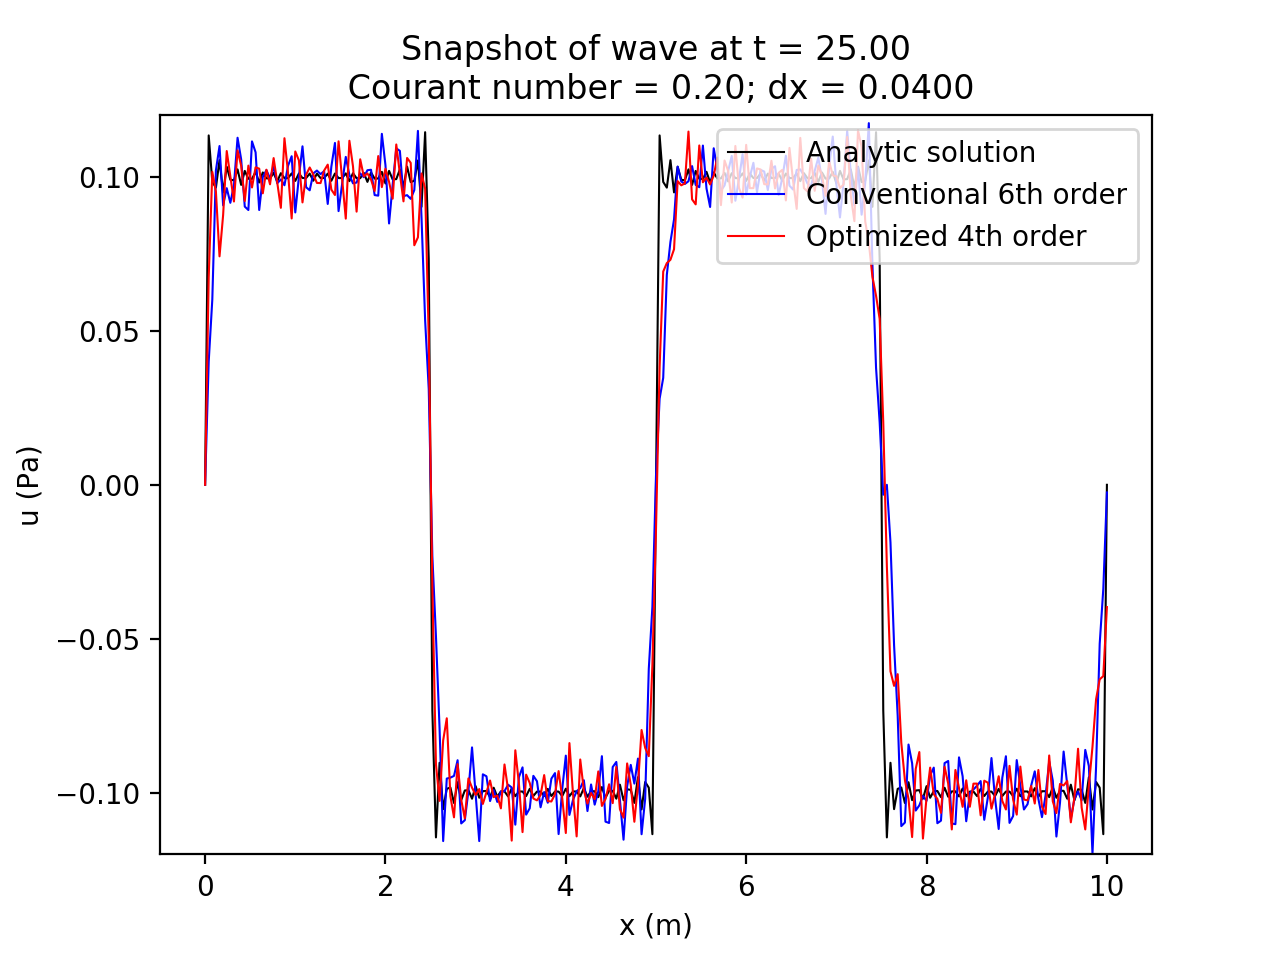 Snapshot of wave at t = 25.00
Courant number = 0.20; dx = 0.0400
Analytic solution
Conventional 6th order
Optimized 4th order
0.10
0.05
0.00
−0.05
−0.10
u (Pa)
0 2 4 6 8 10
x (m)